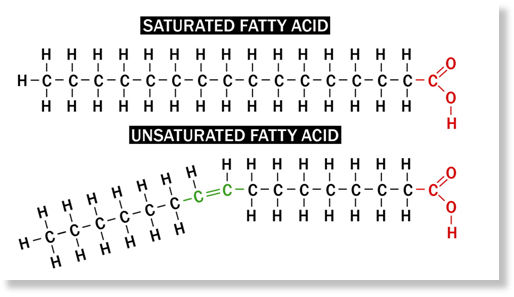 SATURATED FATTY ACID
H H H H H H H H H H H H H H H
O
H C C C C C C C C C C C C C C C C
H H H H H H H H H H H H H H H O
H
UNSATURATED FATTY ACID
H H H H H H H H H H H H H H H
O
H C C C C C C C = C C C C C C C C C
H H H H H H H H H H H H H O
H